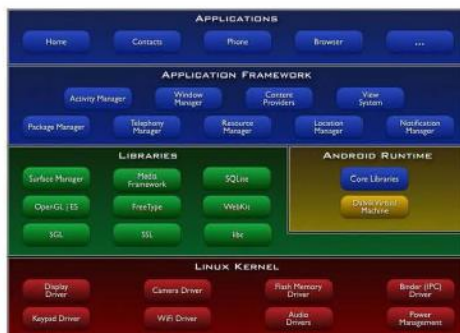 APPLICATIONS
Home Contacts Phone Browser ...
APPLICATION FRAMEWORK
Activity Manager Window Manager Content Providers View System
Package Manager Telephony Manager Resource Manager Location Manager Notification Manager
LIBRARIES
Surface Manager Media Framework SQLite
OpenGL | ES FreeType WebKit
SGL SSL libc
ANDROID RUNTIME
Core Libraries
Dalvik Virtual Machine
LINUX KERNEL
Display Driver Camera Driver Flash Memory Driver Binder (IPC) Driver
Keypad Driver WiFi Driver Audio Drivers Power Management